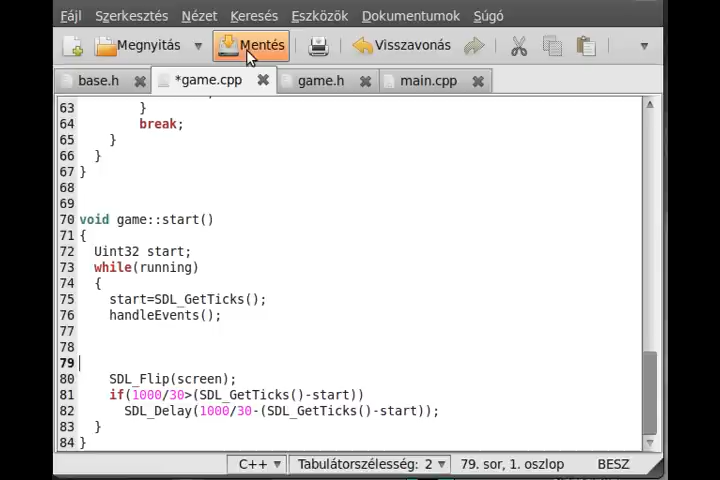 Fájl Szerkesztés Nézet Keresés Eszközök Dokumentumok Súgó
Megnyitás Mentés Visszavonás
base.h *game.cpp game.h main.cpp
63 }
64 break;
65 }
66 }
67 }
68
69
70 void game::start()
71 {
72 Uint32 start;
73 while(running)
74 {
75 start=SDL_GetTicks();
76 handleEvents();
77
78
79
80 SDL_Flip(screen);
81 if(1000/30>(SDL_GetTicks()-start))
82 SDL_Delay(1000/30-(SDL_GetTicks()-start));
83 }
84 }
C++ Tabulátorszélesség: 2 79. sor, 1. oszlop BESZ